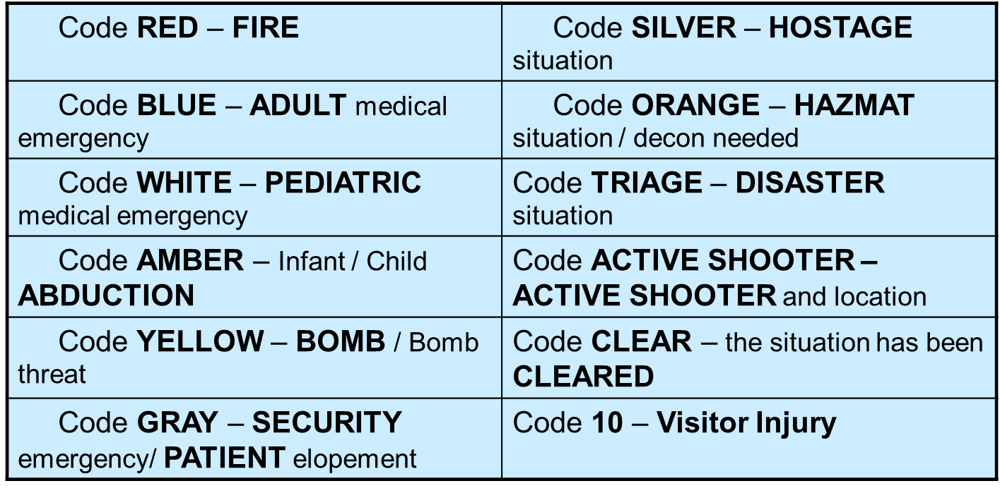 Code RED – FIRE
Code SILVER – HOSTAGE
situation
Code BLUE – ADULT medical
emergency
Code ORANGE – HAZMAT
situation / decon needed
Code WHITE – PEDIATRIC
medical emergency
Code TRIAGE – DISASTER
situation
Code AMBER – Infant / Child
ABDUCTION
Code ACTIVE SHOOTER –
ACTIVE SHOOTER and location
Code YELLOW – BOMB / Bomb
threat
Code CLEAR – the situation has been
CLEARED
Code GRAY – SECURITY
emergency/ PATIENT elopement
Code 10 – Visitor Injury